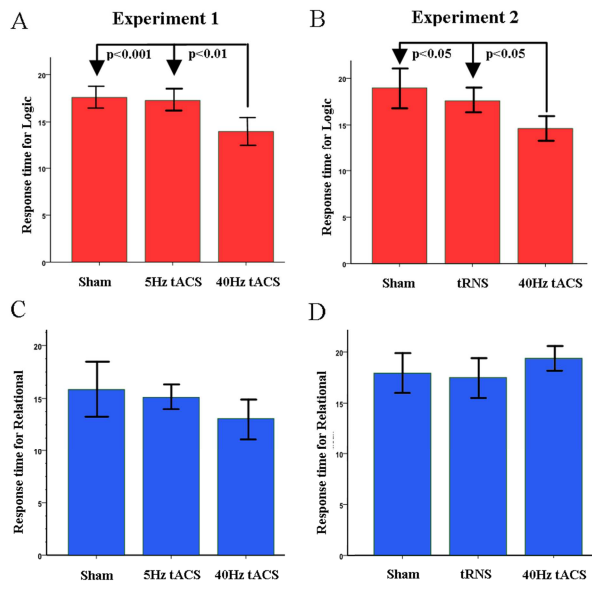 A
Experiment 1
p<0.001
p<0.01
Response time for Logic
20
15
10
5
0
Sham
5Hz tACS
40Hz tACS
B
Experiment 2
p<0.05
p<0.05
Response time for Logic
20
15
10
5
0
Sham
tRNS
40Hz tACS
C
Response time for Relational
20
15
10
5
0
Sham
5Hz tACS
40Hz tACS
D
Response time for Relational
20
15
10
5
0
Sham
tRNS
40Hz tACS